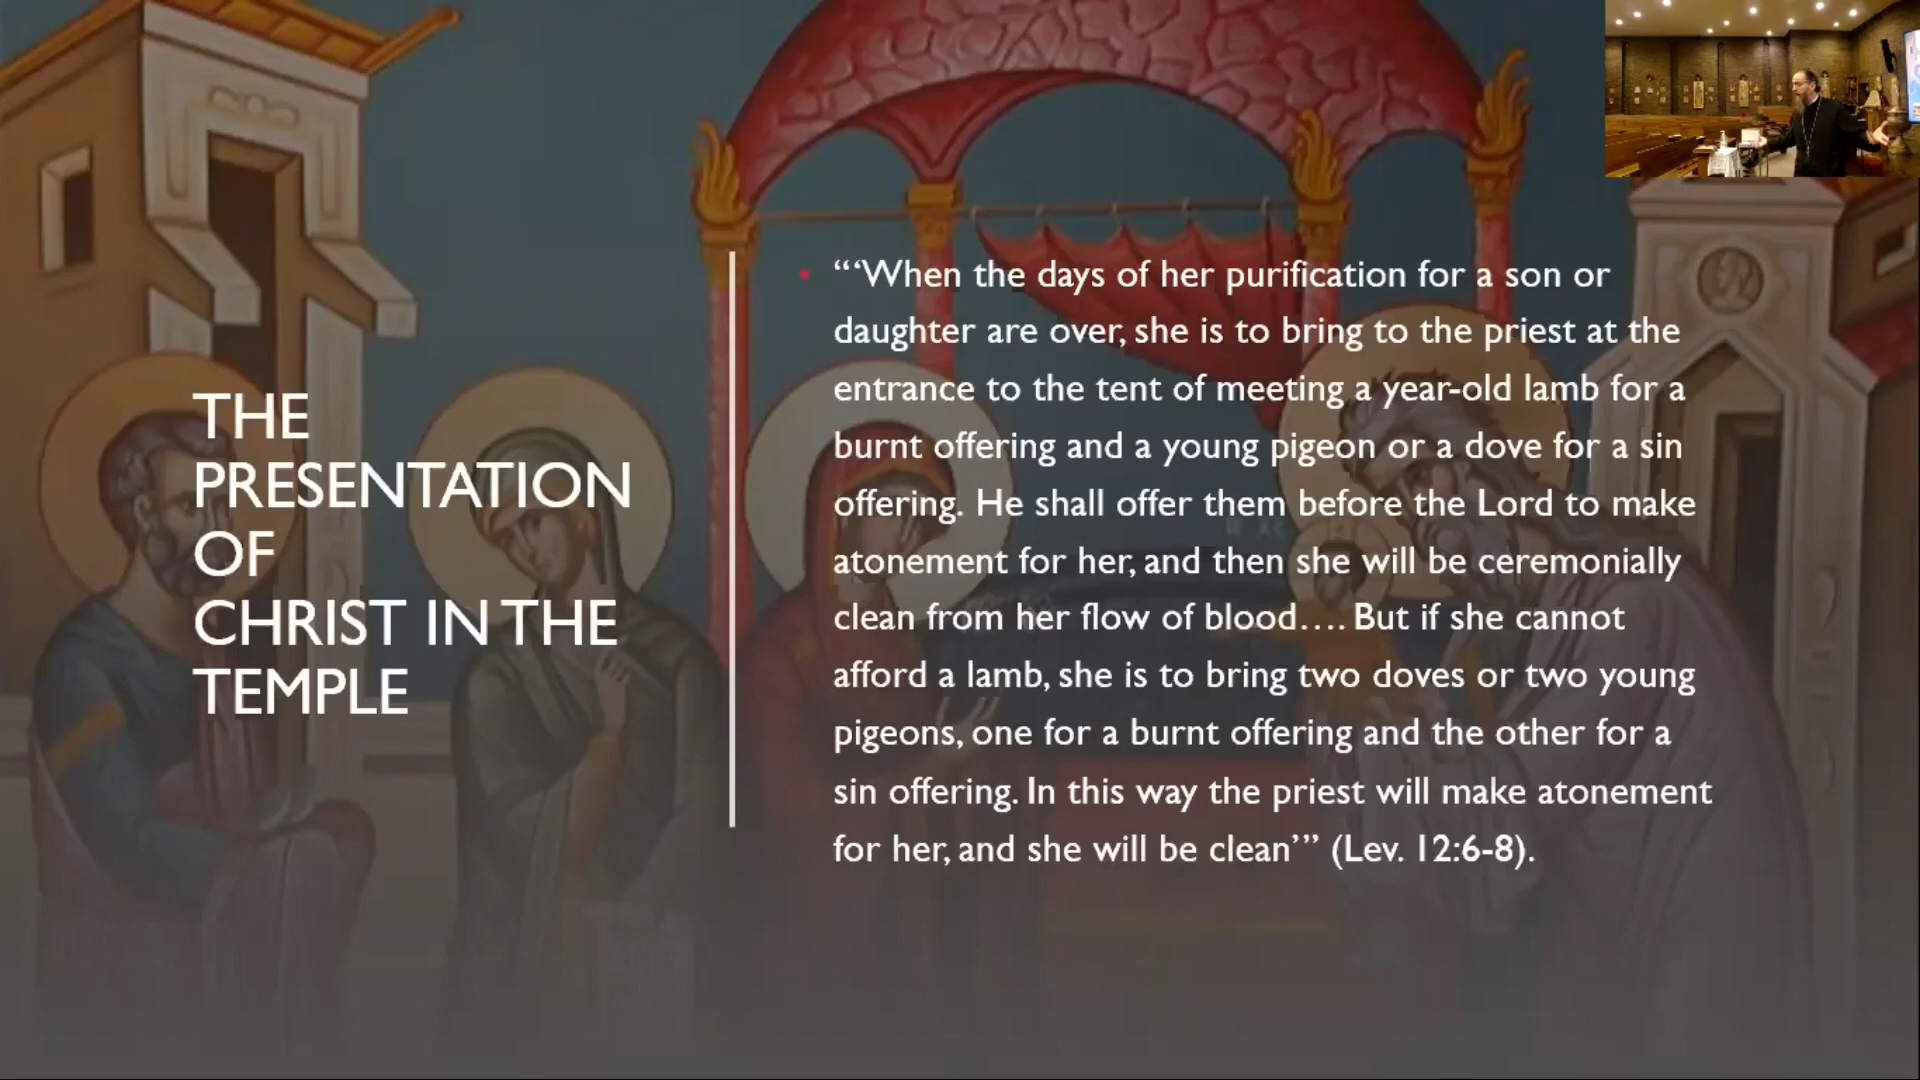 THE
PRESENTATION
OF
CHRIST IN THE
TEMPLE
• “‘When the days of her purification for a son or
daughter are over, she is to bring to the priest at the
entrance to the tent of meeting a year-old lamb for a
burnt offering and a young pigeon or a dove for a sin
offering. He shall offer them before the Lord to make
atonement for her, and then she will be ceremonially
clean from her flow of blood…. But if she cannot
afford a lamb, she is to bring two doves or two young
pigeons, one for a burnt offering and the other for a
sin offering. In this way the priest will make atonement
for her, and she will be clean’” (Lev. 12:6-8).